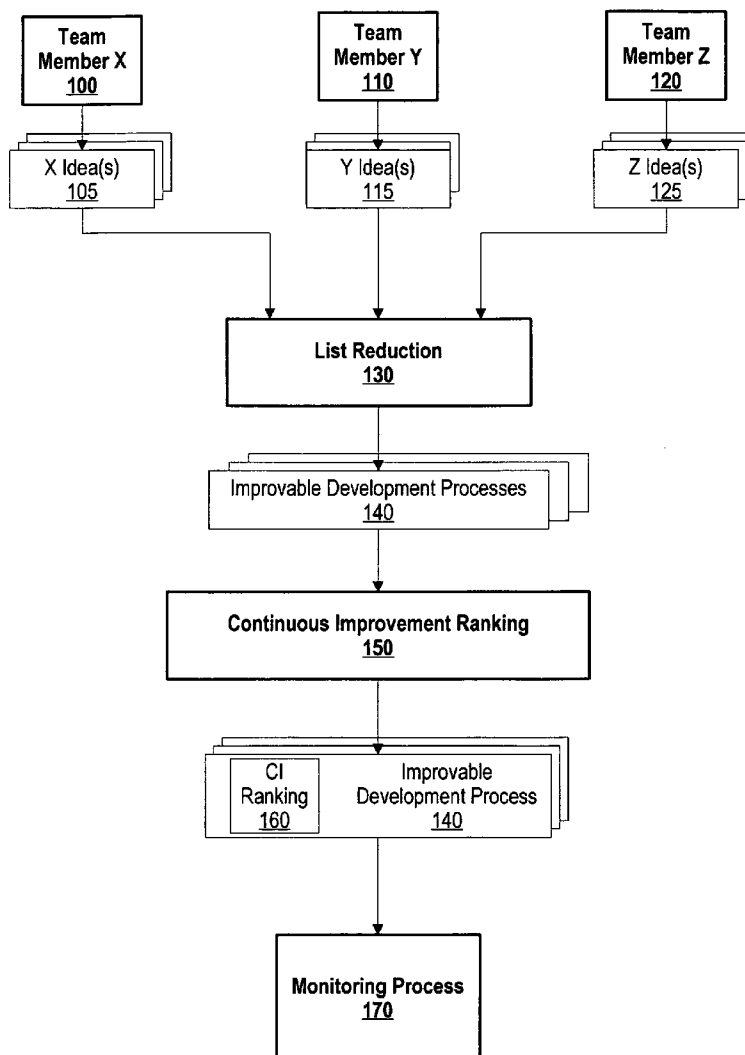 Team
Member X
100
Team
Member Y
110
Team
Member Z
120
X Idea(s)
105
Y Idea(s)
115
Z Idea(s)
125
List Reduction
130
Improvable Development Processes
140
Continuous Improvement Ranking
150
CI
Ranking
160
Improvable
Development Process
140
Monitoring Process
170